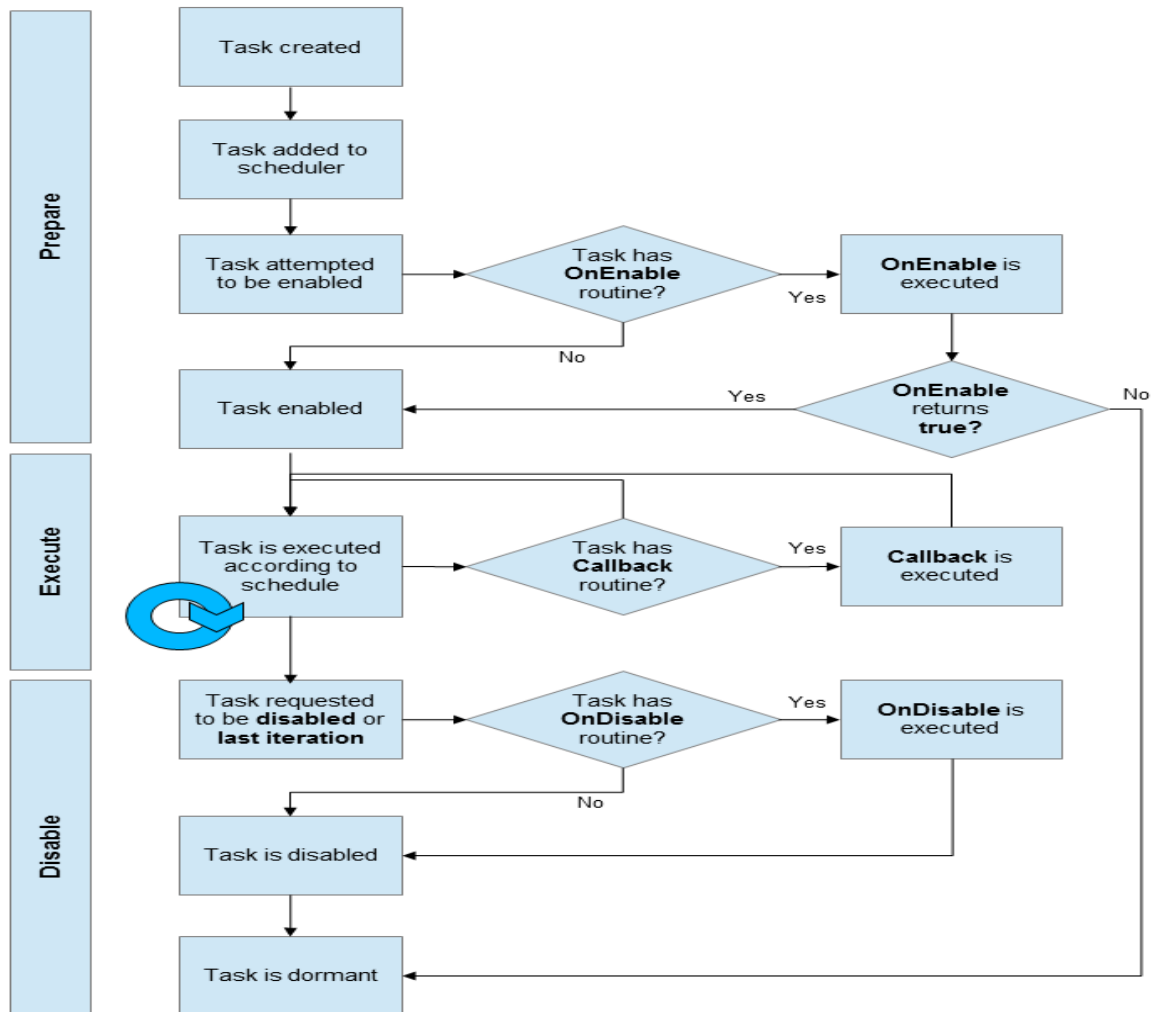 Prepare
Task created
Task added to
scheduler
Task attempted
to be enabled
Task has
OnEnable
routine?
Yes
OnEnable is
executed
No
Task enabled
Yes
OnEnable
returns
true?
No
Execute
Task is executed
according to
schedule
Task has
Callback
routine?
Yes
Callback is
executed
Disable
Task requested
to be disabled or
last iteration
Task has
OnDisable
routine?
Yes
OnDisable is
executed
No
Task is disabled
Task is dormant